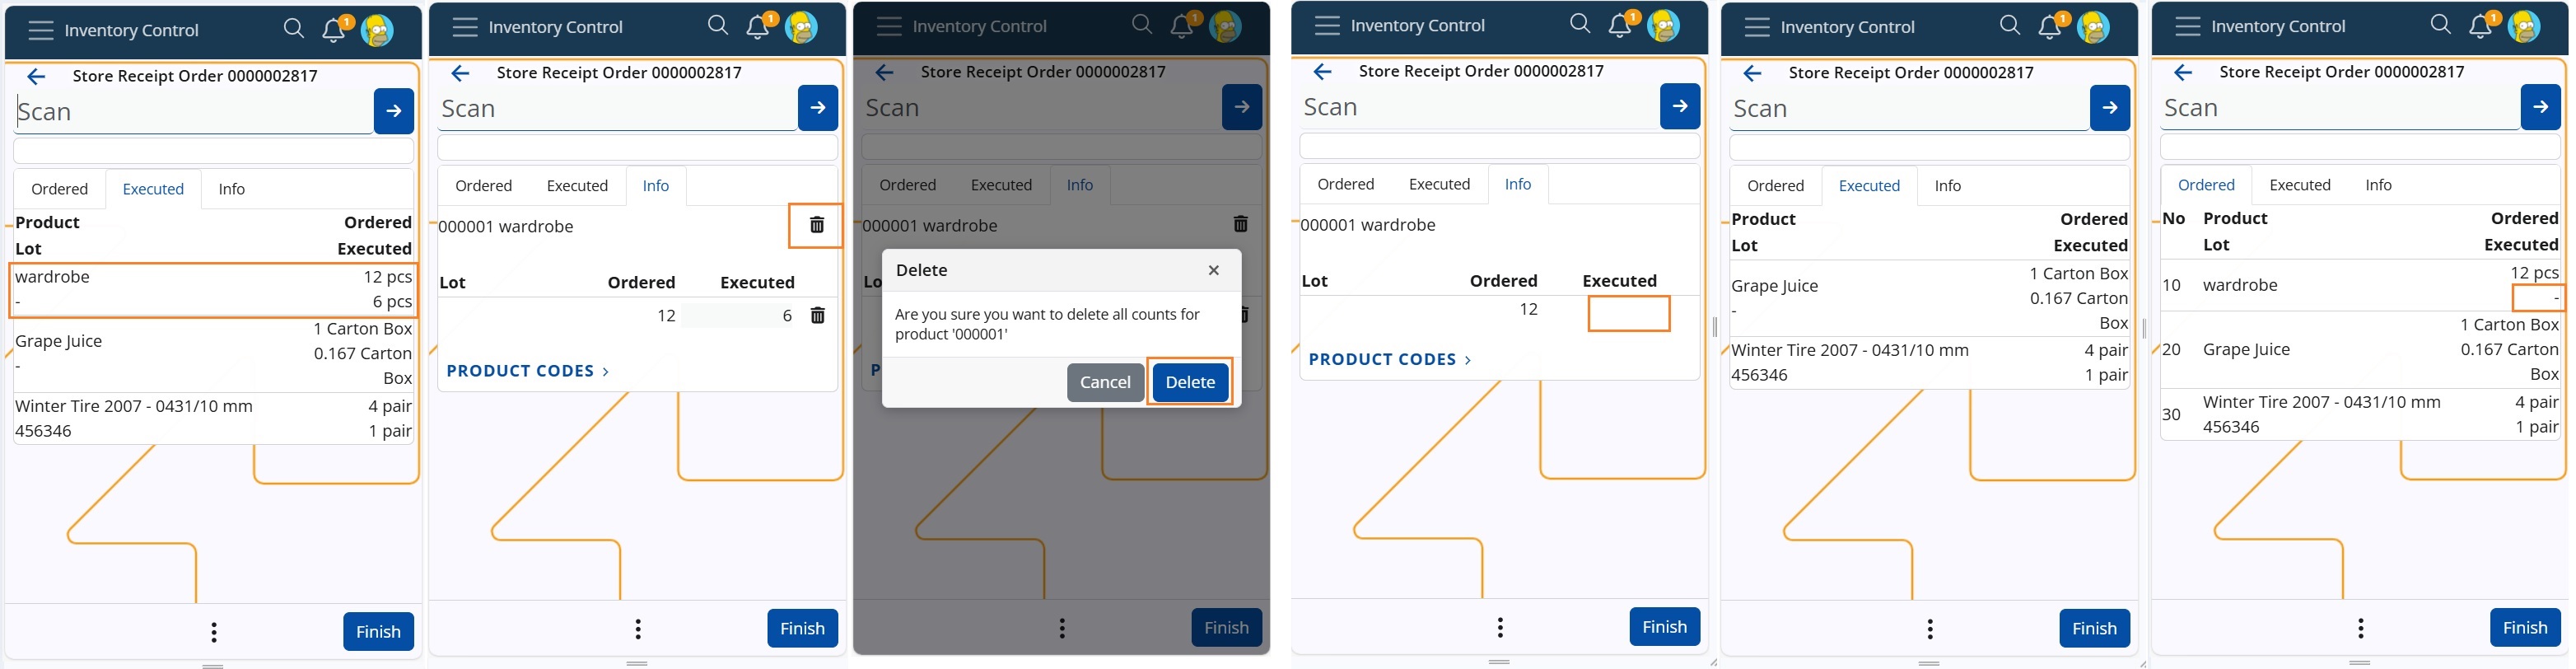 Inventory Control
1
Store Receipt Order 0000002817
Scan
Ordered Executed Info
Product Ordered
Lot Executed
wardrobe 12 pcs
- 6 pcs
Grape Juice 1 Carton Box
- 0.167 Carton
Box
Winter Tire 2007 - 0431/10 mm 4 pair
456346 1 pair
Finish
Inventory Control
1
Store Receipt Order 0000002817
Scan
Ordered Executed Info
000001 wardrobe
Lot Ordered Executed
12 6
PRODUCT CODES >
Finish
Inventory Control
1
Store Receipt Order 0000002817
Scan
Ordered Executed Info
000001 wardrobe
Lo
Delete ×
Are you sure you want to delete all counts for
product '000001'
P
Cancel Delete
Finish
Inventory Control
1
Store Receipt Order 0000002817
Scan
Ordered Executed Info
000001 wardrobe
Lot Ordered Executed
12
PRODUCT CODES >
Finish
Inventory Control
1
Store Receipt Order 0000002817
Scan
Ordered Executed Info
Product Ordered
Lot Executed
Grape Juice 1 Carton Box
- 0.167 Carton
Box
Winter Tire 2007 - 0431/10 mm 4 pair
456346 1 pair
Finish
Inventory Control
1
Store Receipt Order 0000002817
Scan
Ordered Executed Info
No Product Ordered
Lot Executed
10 wardrobe 12 pcs
-
20 Grape Juice 1 Carton Box
0.167 Carton
Box
30 Winter Tire 2007 - 0431/10 mm 4 pair
456346 1 pair
Finish